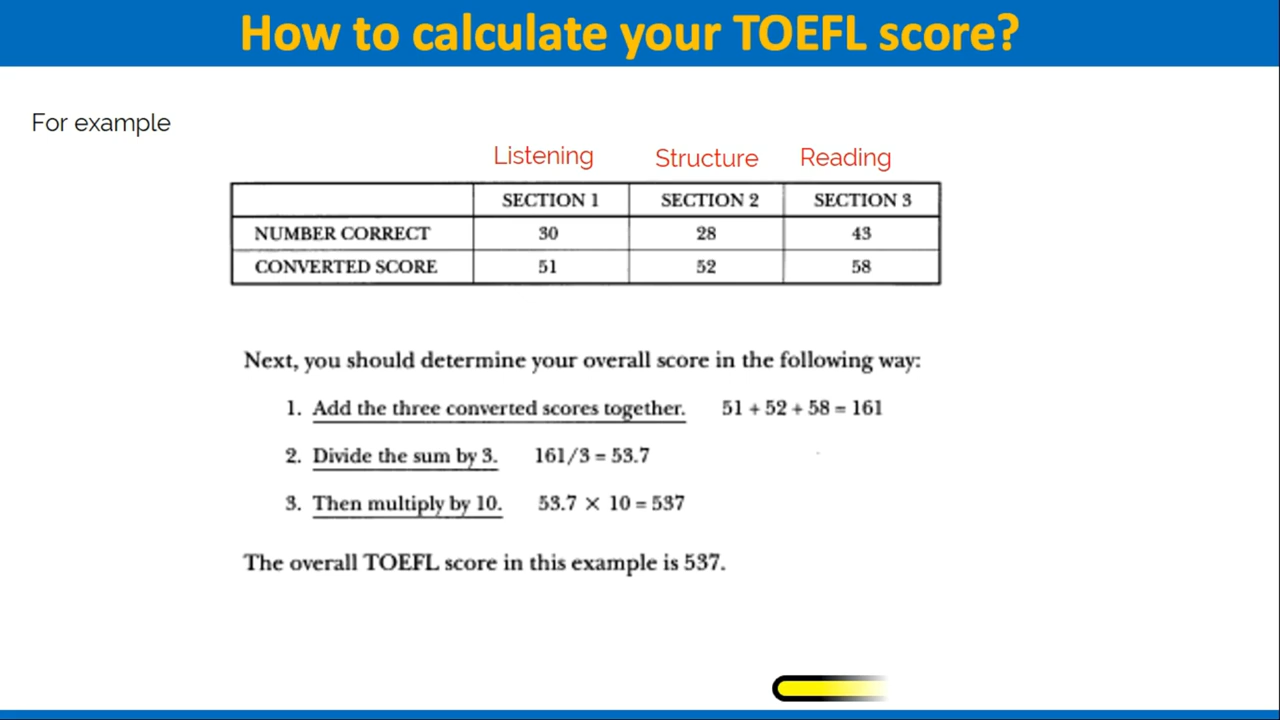 How to calculate your TOEFL score?
For example
Listening Structure Reading
SECTION 1 SECTION 2 SECTION 3
NUMBER CORRECT 30 28 43
CONVERTED SCORE 51 52 58
Next, you should determine your overall score in the following way:
1. Add the three converted scores together. 51 + 52 + 58 = 161
2. Divide the sum by 3. 161/3 = 53.7
3. Then multiply by 10. 53.7 × 10 = 537
The overall TOEFL score in this example is 537.